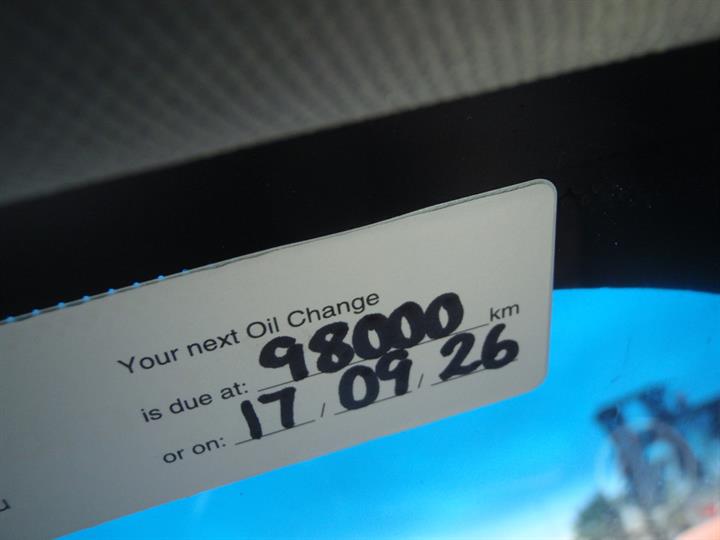 Your next Oil Change
is due at: 98000 km
or on: 17 / 09 / 26